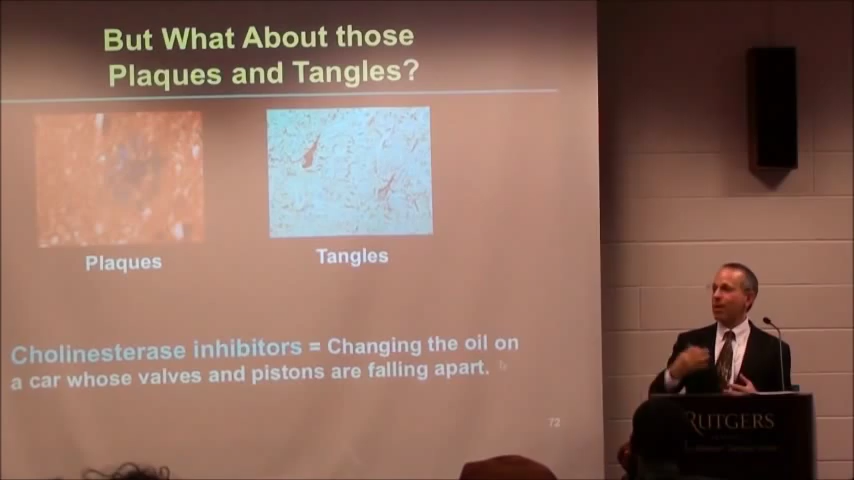 But What About those
Plaques and Tangles?
Plaques
Tangles
Cholinesterase inhibitors = Changing the oil on
a car whose valves and pistons are falling apart.
72
RUTGERS